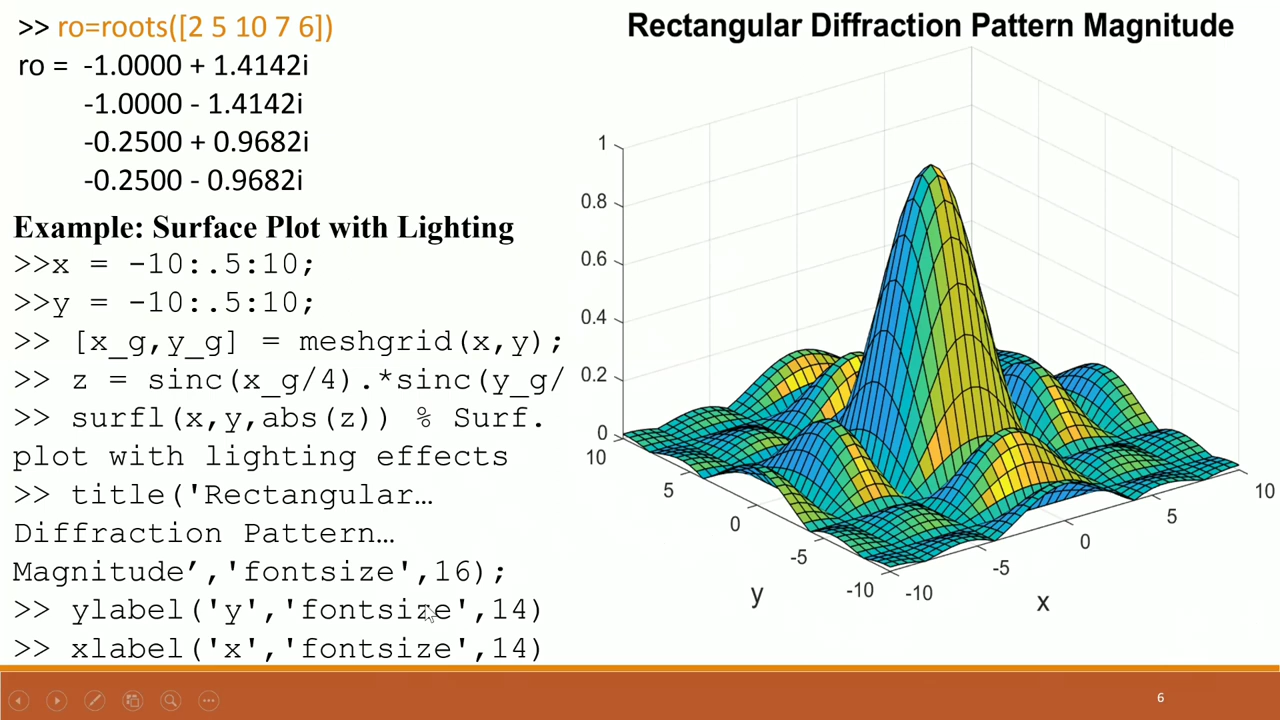 >> ro=roots([2 5 10 7 6])
ro = -1.0000 + 1.4142i
-1.0000 - 1.4142i
-0.2500 + 0.9682i
-0.2500 - 0.9682i
Example: Surface Plot with Lighting
>>x = -10:.5:10;
>>y = -10:.5:10;
>> [x_g,y_g] = meshgrid(x,y);
>> z = sinc(x_g/4).*sinc(y_g/
>> surfl(x,y,abs(z)) % Surf.
plot with lighting effects
>> title('Rectangular…
Diffraction Pattern…
Magnitude’,'fontsize',16);
>> ylabel('y','fontsize',14)
>> xlabel('x','fontsize',14)
Rectangular Diffraction Pattern Magnitude
1
0.8
0.6
0.4
0.2
0
10
5
0
-5
-10
y
-10
-5
0
5
10
x
6